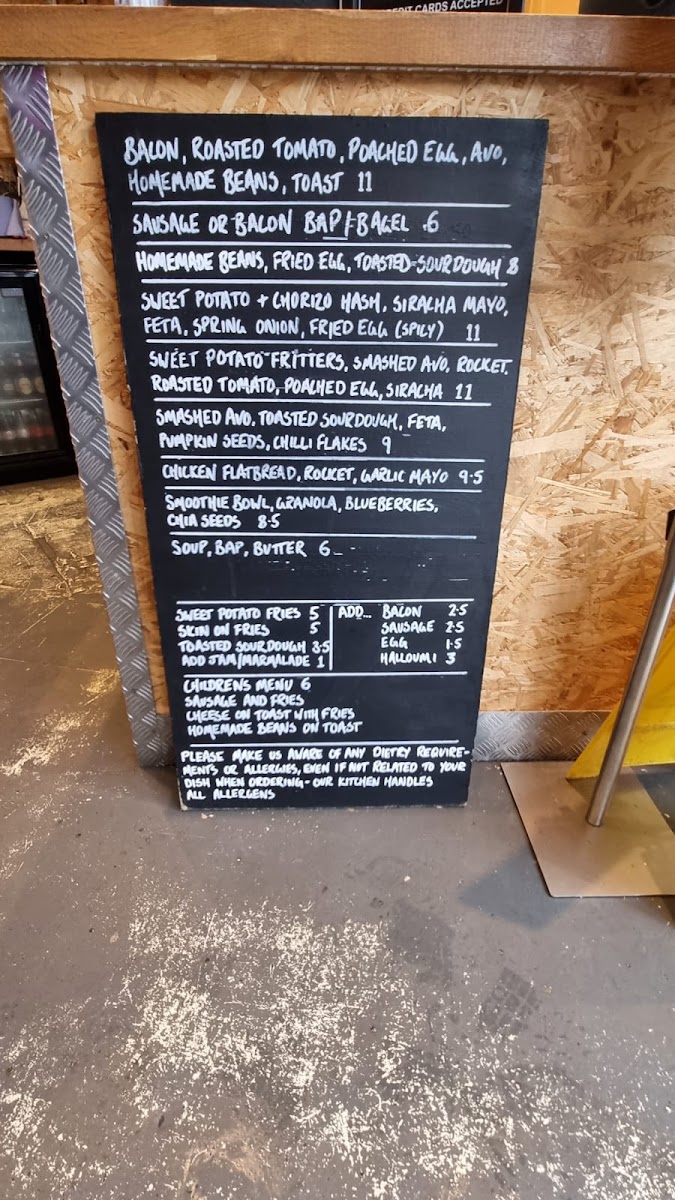 CREDIT CARDS ACCEPTED
BACON, ROASTED TOMATO, POACHED EGG, AVO,
HOMEMADE BEANS, TOAST 11
SAUSAGE OR BACON BAP/BAGEL .6
HOMEMADE BEANS, FRIED EGG, TOASTED SOURDOUGH 8
SWEET POTATO + CHORIZO HASH, SIRACHA MAYO,
FETA, SPRING ONION, FRIED EGG (SPICY) 11
SWEET POTATO FRITTERS, SMASHED AVO, ROCKET,
ROASTED TOMATO, POACHED EGG, SIRACHA 11
SMASHED AVO, TOASTED SOURDOUGH, FETA,
PUMPKIN SEEDS, CHILLI FLAKES 9
CHICKEN FLATBREAD, ROCKET, GARLIC MAYO 9.5
SMOOTHIE BOWL, GRANOLA, BLUEBERRIES,
CHIA SEEDS 8.5
SOUP, BAP, BUTTER 6
SWEET POTATO FRIES 5
SKIN ON FRIES 5
TOASTED SOURDOUGH 3.5
ADD JAM/MARMALADE 1
ADD... BACON 2.5
SAUSAGE 2.5
EGG 1.5
HALLOUMI 3
CHILDRENS MENU 6
SAUSAGE AND FRIES
CHEESE ON TOAST WITH FRIES
HOMEMADE BEANS ON TOAST
PLEASE MAKE US AWARE OF ANY DIETRY REQUIRE-
MENTS OR ALLERGIES, EVEN IF NOT RELATED TO YOUR
DISH WHEN ORDERING - OUR KITCHEN HANDLES
ALL ALLERGENS